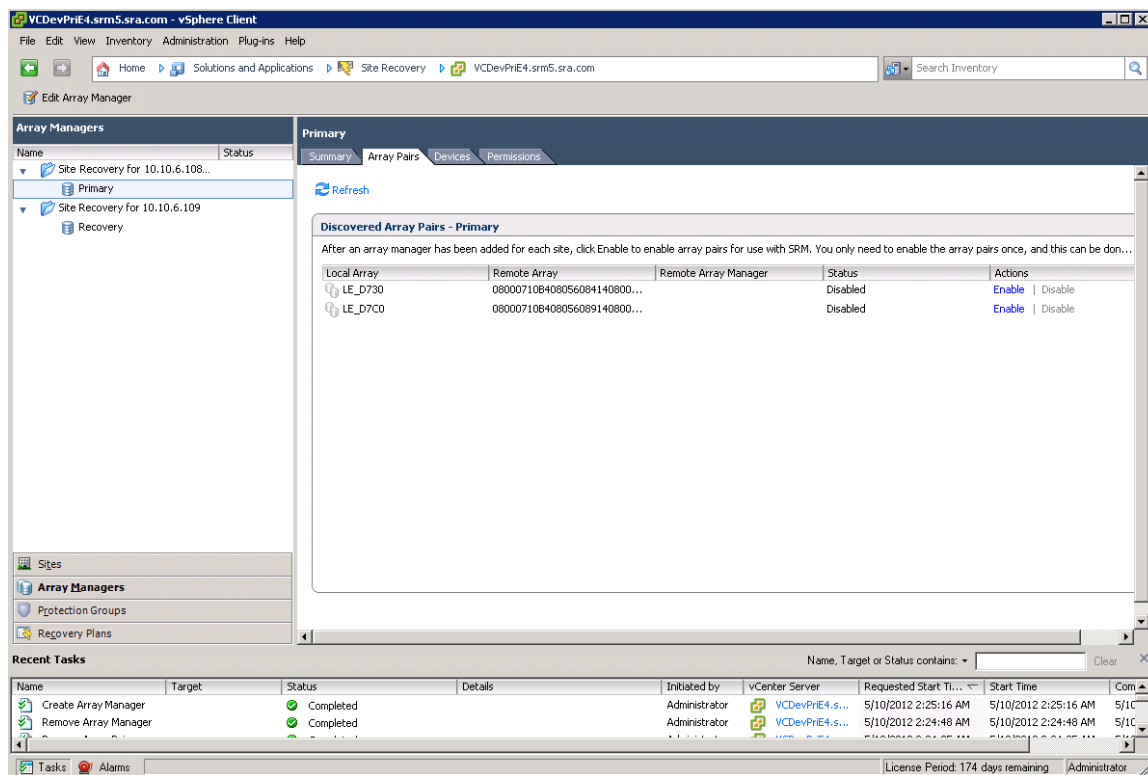 VCDevPriE4.srm5.sra.com - vSphere Client
File Edit View Inventory Administration Plug-ins Help
Home Solutions and Applications Site Recovery VCDevPriE4.srm5.sra.com Search Inventory
Edit Array Manager
Array Managers
Name Status
Site Recovery for 10.10.6.108...
Primary
Site Recovery for 10.10.6.109
Recovery
Primary
Summary Array Pairs Devices Permissions
Refresh
Discovered Array Pairs - Primary
After an array manager has been added for each site, click Enable to enable array pairs for use with SRM. You only need to enable the array pairs once, and this can be don...
Local Array Remote Array Remote Array Manager Status Actions
LE_D730 08000710B408056084140800... Disabled Enable | Disable
LE_D7C0 08000710B408056089140800... Disabled Enable | Disable
Sites
Array Managers
Protection Groups
Recovery Plans
Recent Tasks Name, Target or Status contains: Clear
Name Target Status Details Initiated by vCenter Server Requested Start Ti... Start Time Com
Create Array Manager Completed Administrator VCDevPriE4.s... 5/10/2012 2:25:16 AM 5/10/2012 2:25:16 AM 5/10
Remove Array Manager Completed Administrator VCDevPriE4.s... 5/10/2012 2:24:48 AM 5/10/2012 2:24:48 AM 5/10
Tasks Alarms License Period: 174 days remaining Administrator